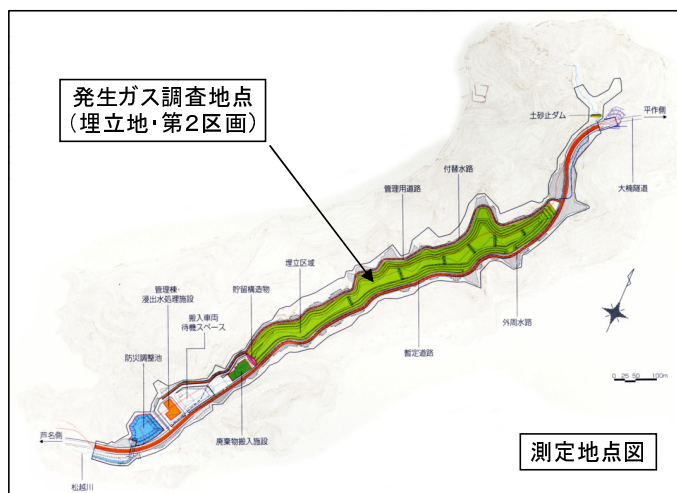 発生ガス調査地点
(埋立地・第2区画)
土砂止ダム
平作側
大楠隧道
付替水路
管理用道路
埋立区域
貯留構造物
管理棟・
浸出水処理施設
搬入車両
待機スペース
防災調整池
外周水路
暫定道路
0 25 50 100m
廃棄物搬入施設
芦名側
松越川
測定地点図